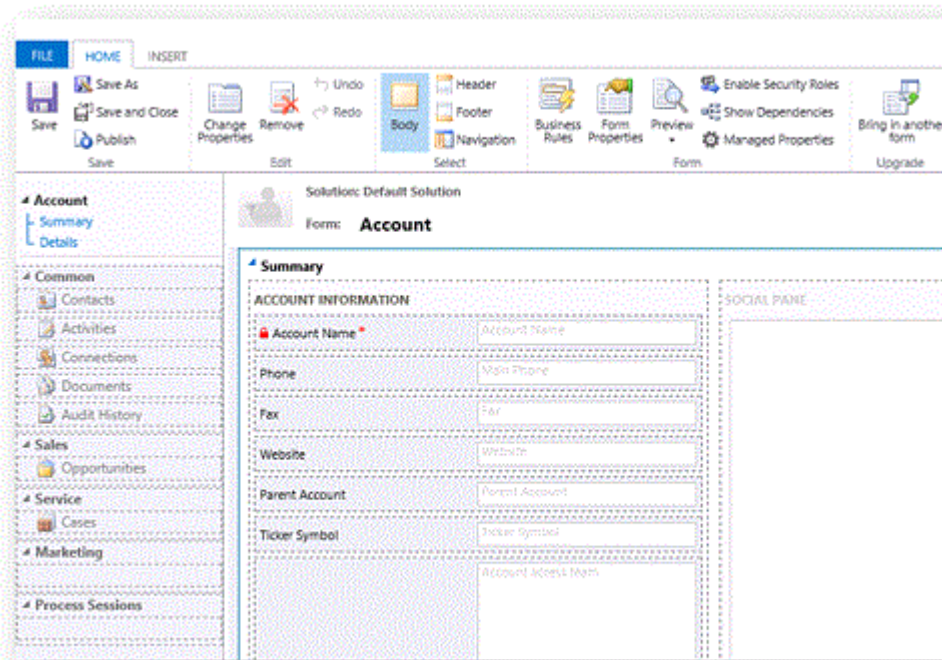 FILE HOME INSERT
Save
Save As
Save and Close
Publish
Save
Change Properties
Remove
Undo
Redo
Edit
Body
Header
Footer
Navigation
Select
Business Rules
Form Properties
Preview
Enable Security Roles
Show Dependencies
Managed Properties
Form
Bring in anothe
form
Upgrade
Account
Summary
Details
Common
Contacts
Activities
Connections
Documents
Audit History
Sales
Opportunities
Service
Cases
Marketing
Process Sessions
Solution: Default Solution
Form: Account
Summary
ACCOUNT INFORMATION
SOCIAL PANE
Account Name * Account Name
Phone Main Phone
Fax Fax
Website Website
Parent Account Parent Account
Ticker Symbol Ticker Symbol
Account